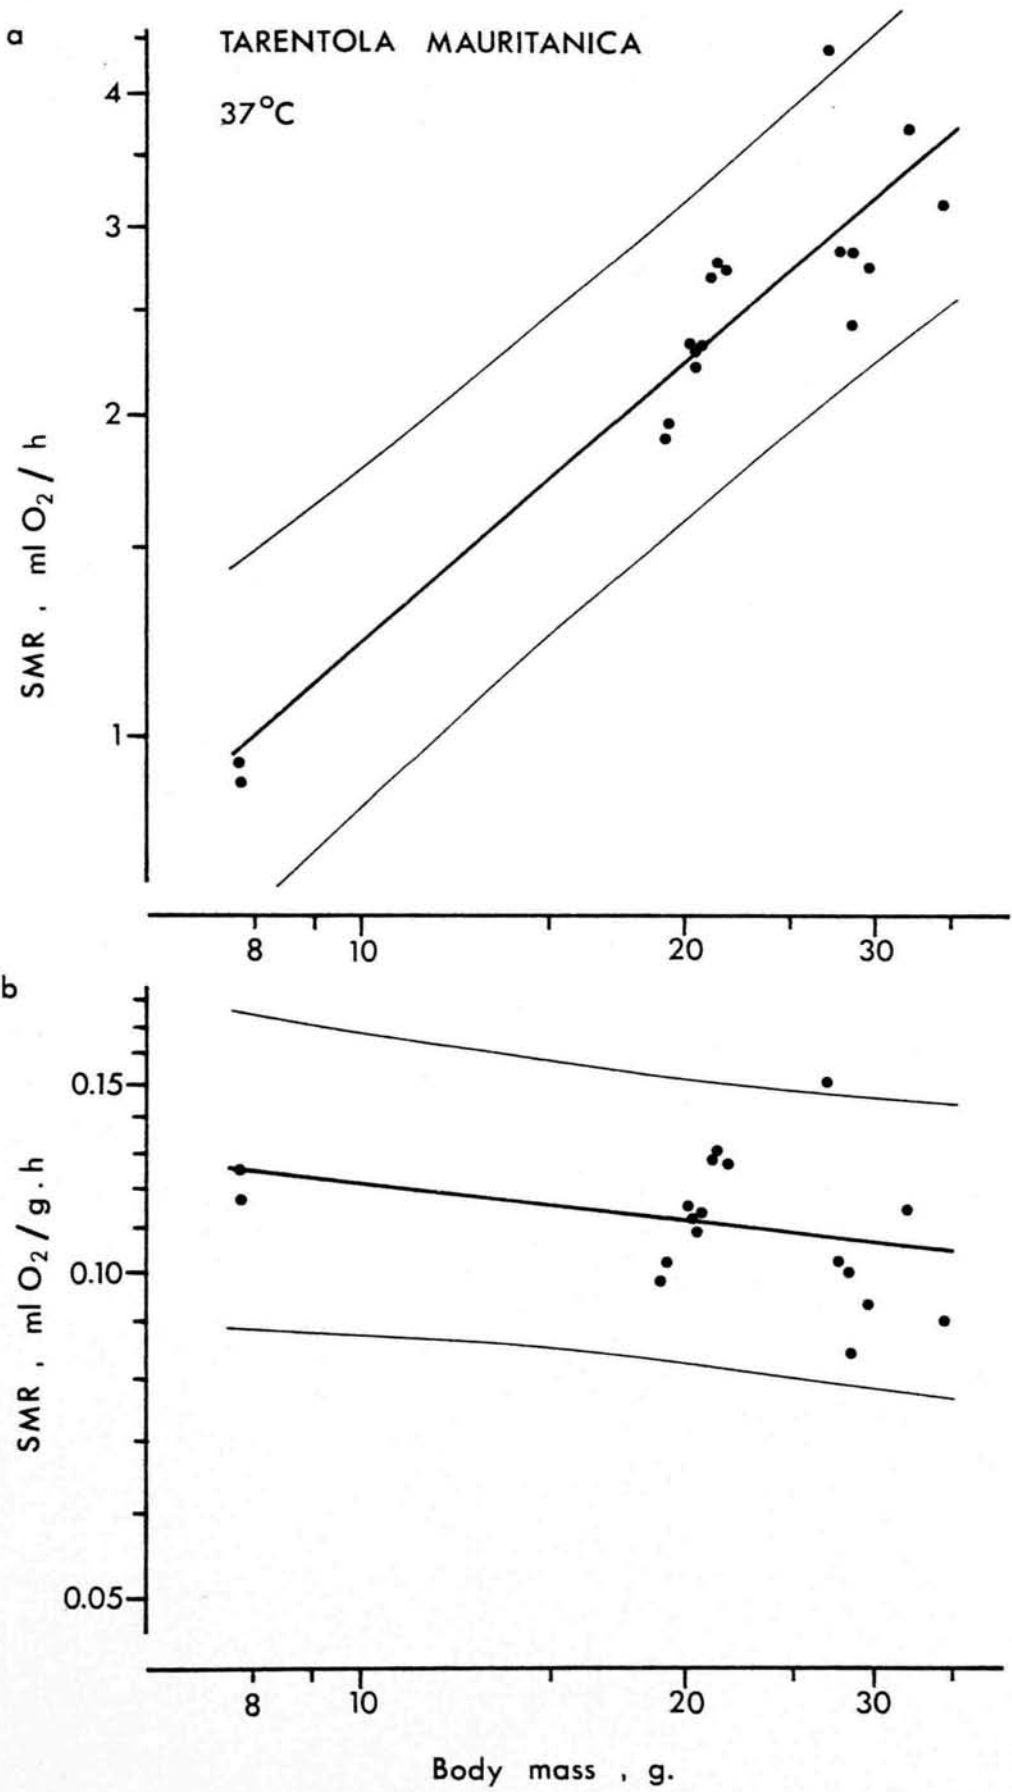 a
TARENTOLA MAURITANICA
37°C
4
3
2
1
SMR , ml O₂ / h
8 10 20 30
b
0.15
0.10
0.05
SMR , ml O₂ / g . h
8 10 20 30
Body mass , g.